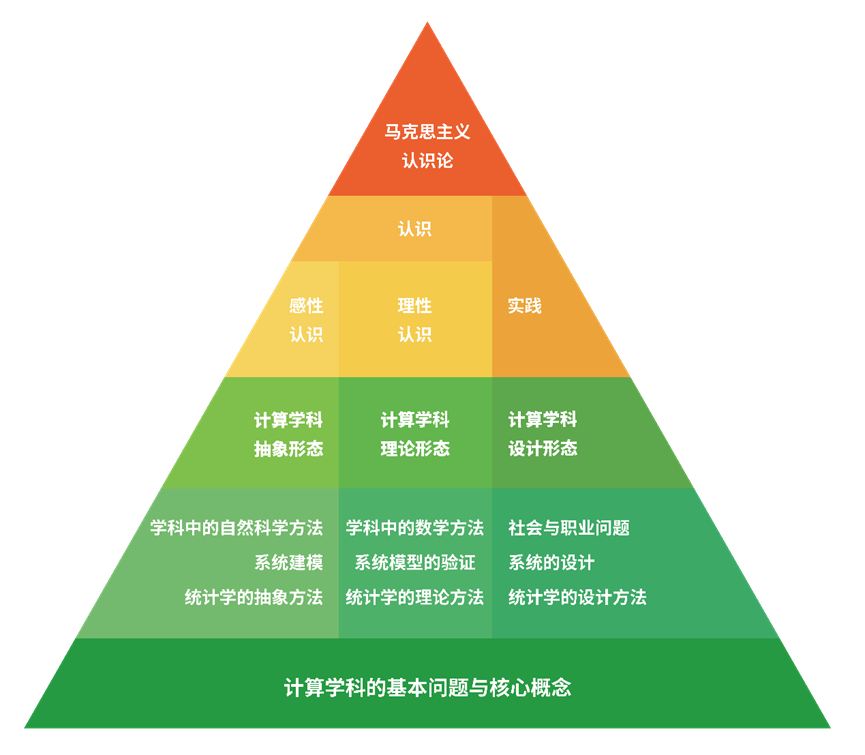 马克思主义
认识论
认识
感性
认识
理性
认识
实践
计算学科
抽象形态
计算学科
理论形态
计算学科
设计形态
学科中的自然科学方法
系统建模
统计学的抽象方法
学科中的数学方法
系统模型的验证
统计学的理论方法
社会与职业问题
系统的设计
统计学的设计方法
计算学科的基本问题与核心概念